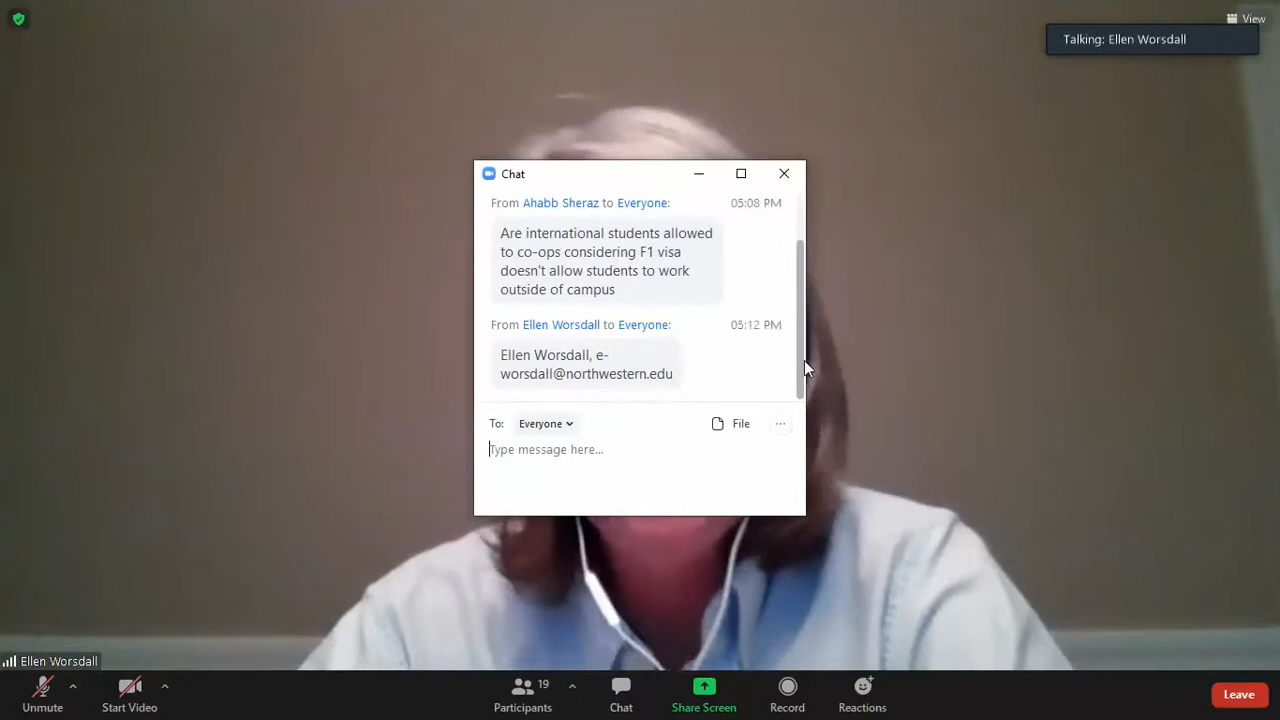 View
Talking: Ellen Worsdall
Chat
From Ahabb Sheraz to Everyone: 05:08 PM
Are international students allowed
to co-ops considering F1 visa
doesn't allow students to work
outside of campus
From Ellen Worsdall to Everyone: 05:12 PM
Ellen Worsdall, e-
worsdall@northwestern.edu
To: Everyone File
Type message here...
Ellen Worsdall
19
Unmute Start Video Participants Chat Share Screen Record Reactions Leave